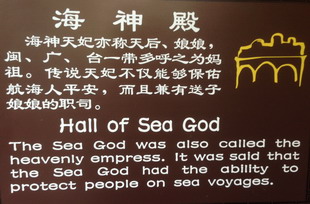 海神殿
海神天妃亦称天后、娘娘,
闽、广、台一带多呼之为妈
祖。传说天妃不仅能够保佑
航海人平安，而且兼有送子
娘娘的职司。
Hall of Sea God
The Sea God was also called the
heavenly empress. It was said that
the Sea God had the ability to
protect people on sea voyages.